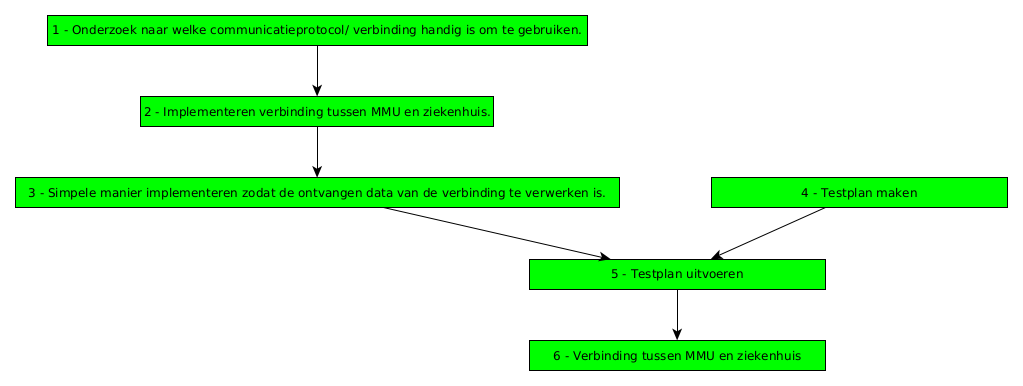 1 - Onderzoek naar welke communicatieprotocol/ verbinding handig is om te gebruiken.
2 - Implementeren verbinding tussen MMU en ziekenhuis.
3 - Simpele manier implementeren zodat de ontvangen data van de verbinding te verwerken is.
4 - Testplan maken
5 - Testplan uitvoeren
6 - Verbinding tussen MMU en ziekenhuis